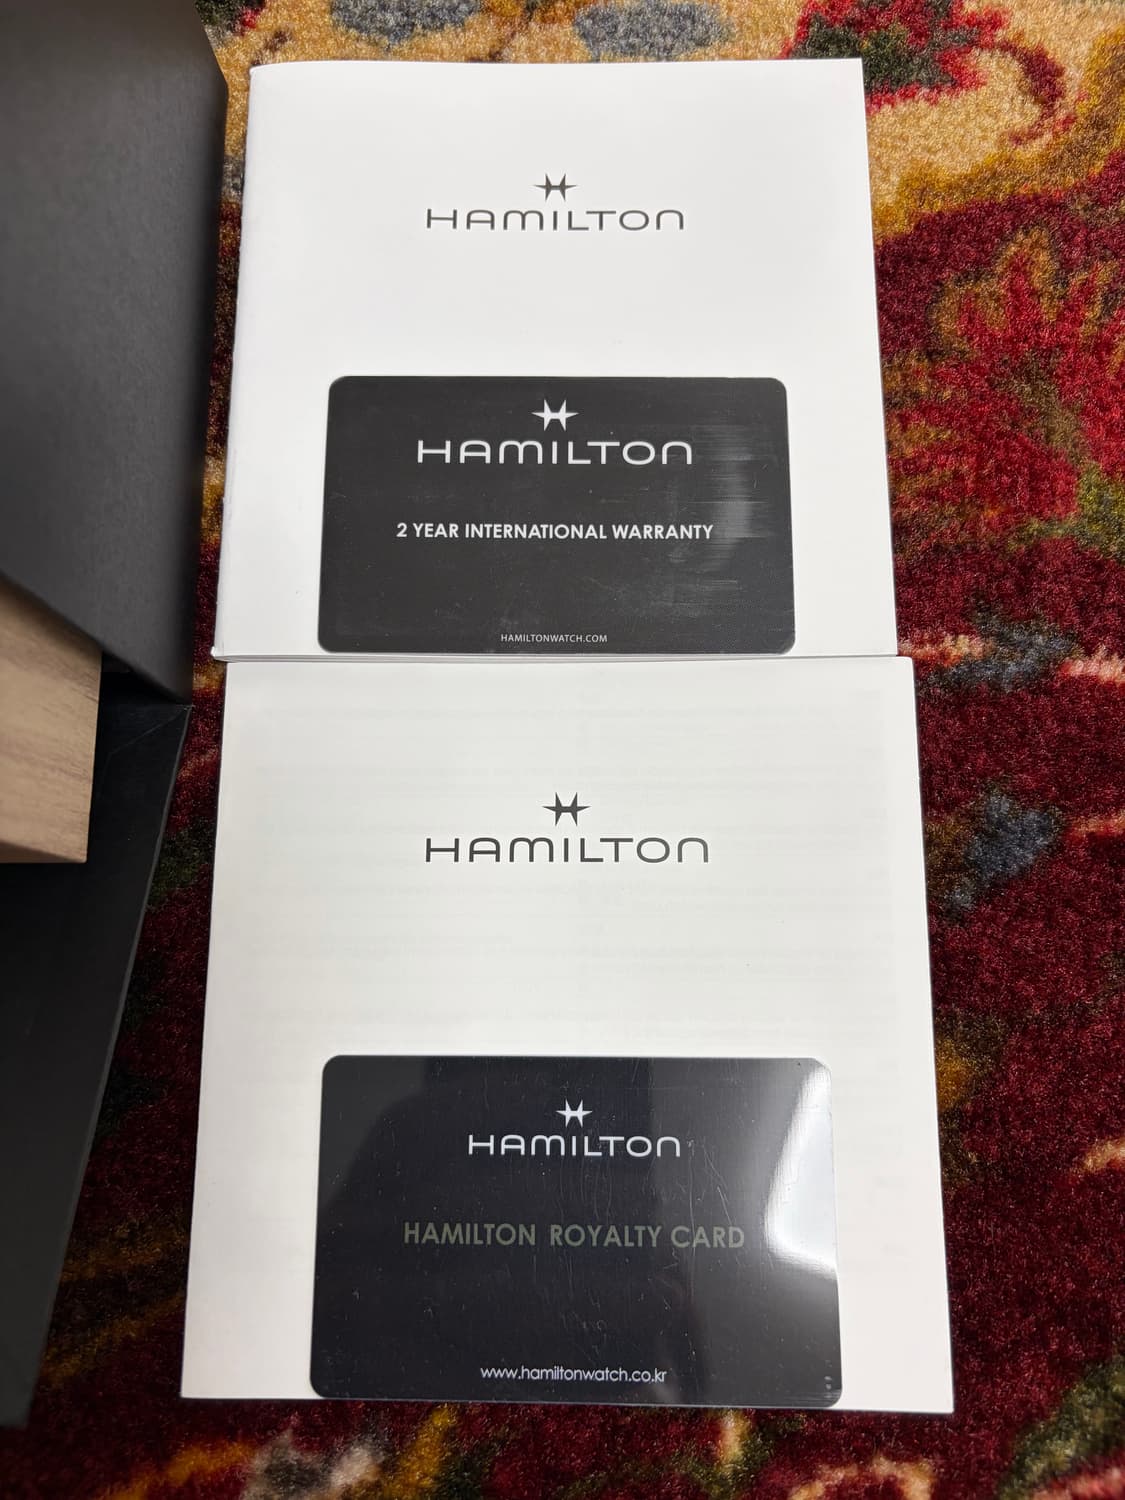 HAMILTON
HAMILTON
2 YEAR INTERNATIONAL WARRANTY
HAMILTONWATCH.COM
HAMILTON
HAMILTON
HAMILTON ROYALTY CARD
www.hamiltonwatch.co.kr